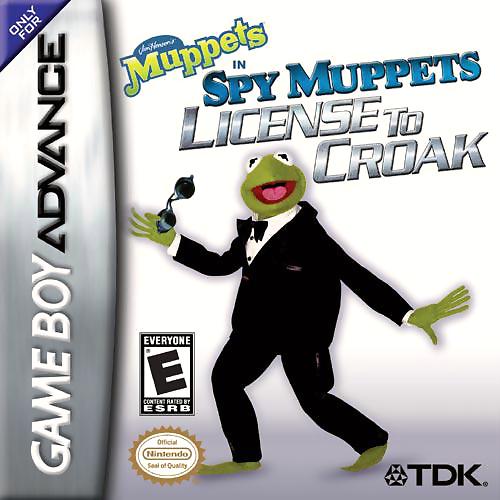 ONLY
FOR
GAME BOY ADVANCE
Jim Henson's
Muppets
IN
SPY MUPPETS
LICENSE TO
CROAK
EVERYONE
E
CONTENT RATED BY
ESRB
Official
Nintendo
Seal of Quality
TDK